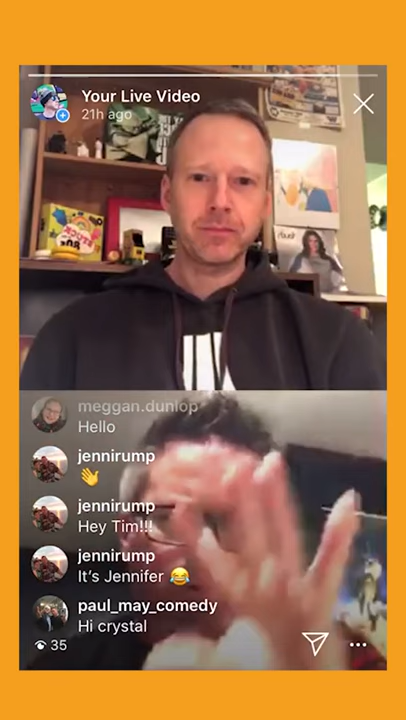 Your Live Video
21h ago
meggan.dunlop
Hello
jennirump
👋
jennirump
Hey Tim!!!
jennirump
It's Jennifer 😂
paul_may_comedy
Hi crystal
35